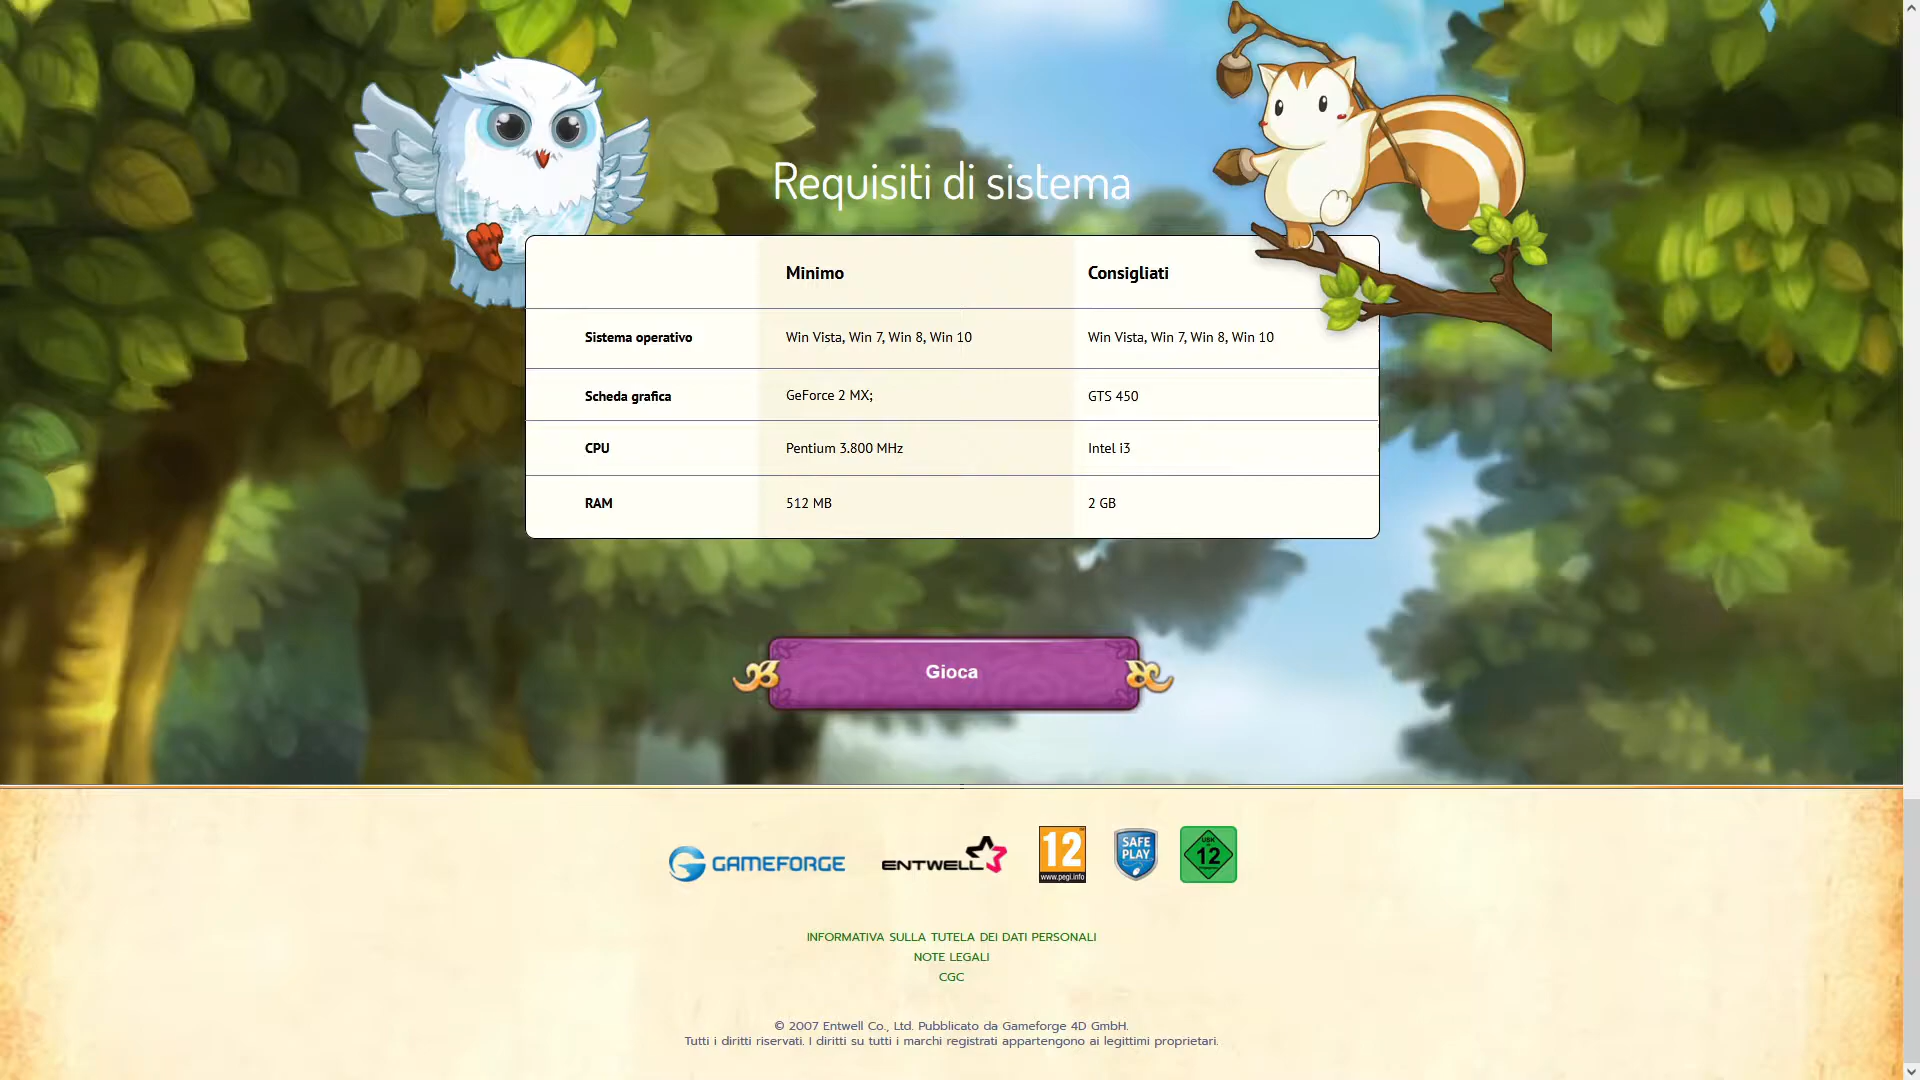 Requisiti di sistema
Minimo Consigliati
Sistema operativo Win Vista, Win 7, Win 8, Win 10 Win Vista, Win 7, Win 8, Win 10
Scheda grafica GeForce 2 MX; GTS 450
CPU Pentium 3.800 MHz Intel i3
RAM 512 MB 2 GB
Gioca
GAMEFORGE ENTWELL 12 www.pegi.info SAFE PLAY USK 12
INFORMATIVA SULLA TUTELA DEI DATI PERSONALI
NOTE LEGALI
CGC
© 2007 Entwell Co., Ltd. Pubblicato da Gameforge 4D GmbH.
Tutti i diritti riservati. I diritti su tutti i marchi registrati appartengono ai legittimi proprietari.